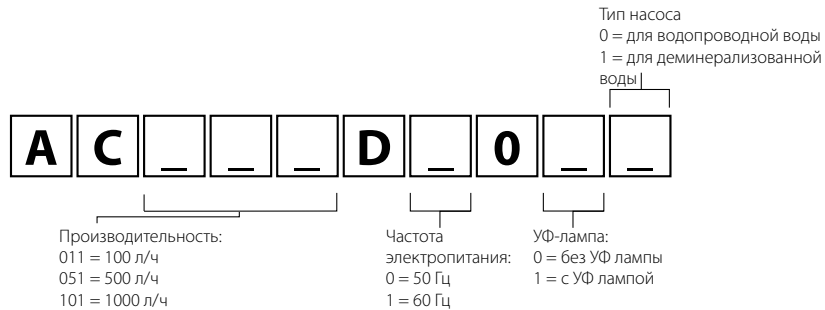 Тип насоса
0 = для водопроводной воды
1 = для деминерализованной
воды
A C _ _ _ D _ 0 _ _
Производительность:
011 = 100 л/ч
051 = 500 л/ч
101 = 1000 л/ч
Частота
электропитания:
0 = 50 Гц
1 = 60 Гц
УФ-лампа:
0 = без УФ лампы
1 = с УФ лампой